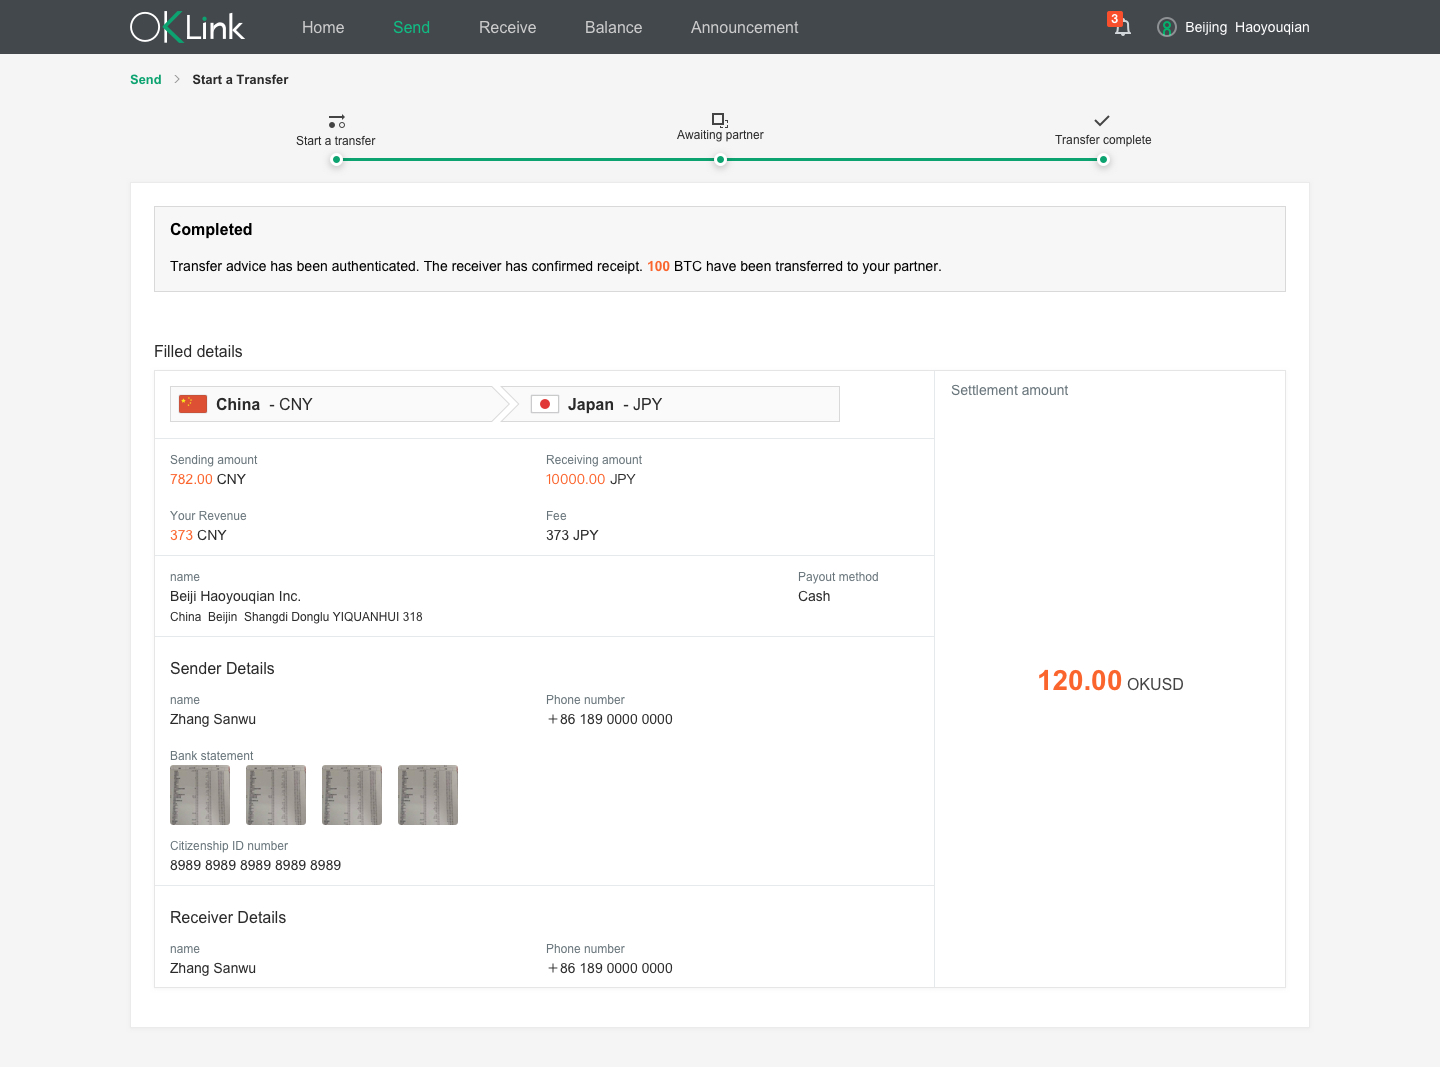 OKLink Home Send Receive Balance Announcement 3 Beijing Haoyouqian
Send > Start a Transfer
Start a transfer
Awaiting partner
Transfer complete
Completed
Transfer advice has been authenticated. The receiver has confirmed receipt. 100 BTC have been transferred to your partner.
Filled details
China - CNY
Japan - JPY
Settlement amount
Sending amount
782.00 CNY
Receiving amount
10000.00 JPY
Your Revenue
373 CNY
Fee
373 JPY
name
Beiji Haoyouqian Inc.
China Beijin Shangdi Donglu YIQUANHUI 318
Payout method
Cash
120.00 OKUSD
Sender Details
name
Zhang Sanwu
Phone number
+86 189 0000 0000
Bank statement
Citizenship ID number
8989 8989 8989 8989 8989
Receiver Details
name
Zhang Sanwu
Phone number
+86 189 0000 0000